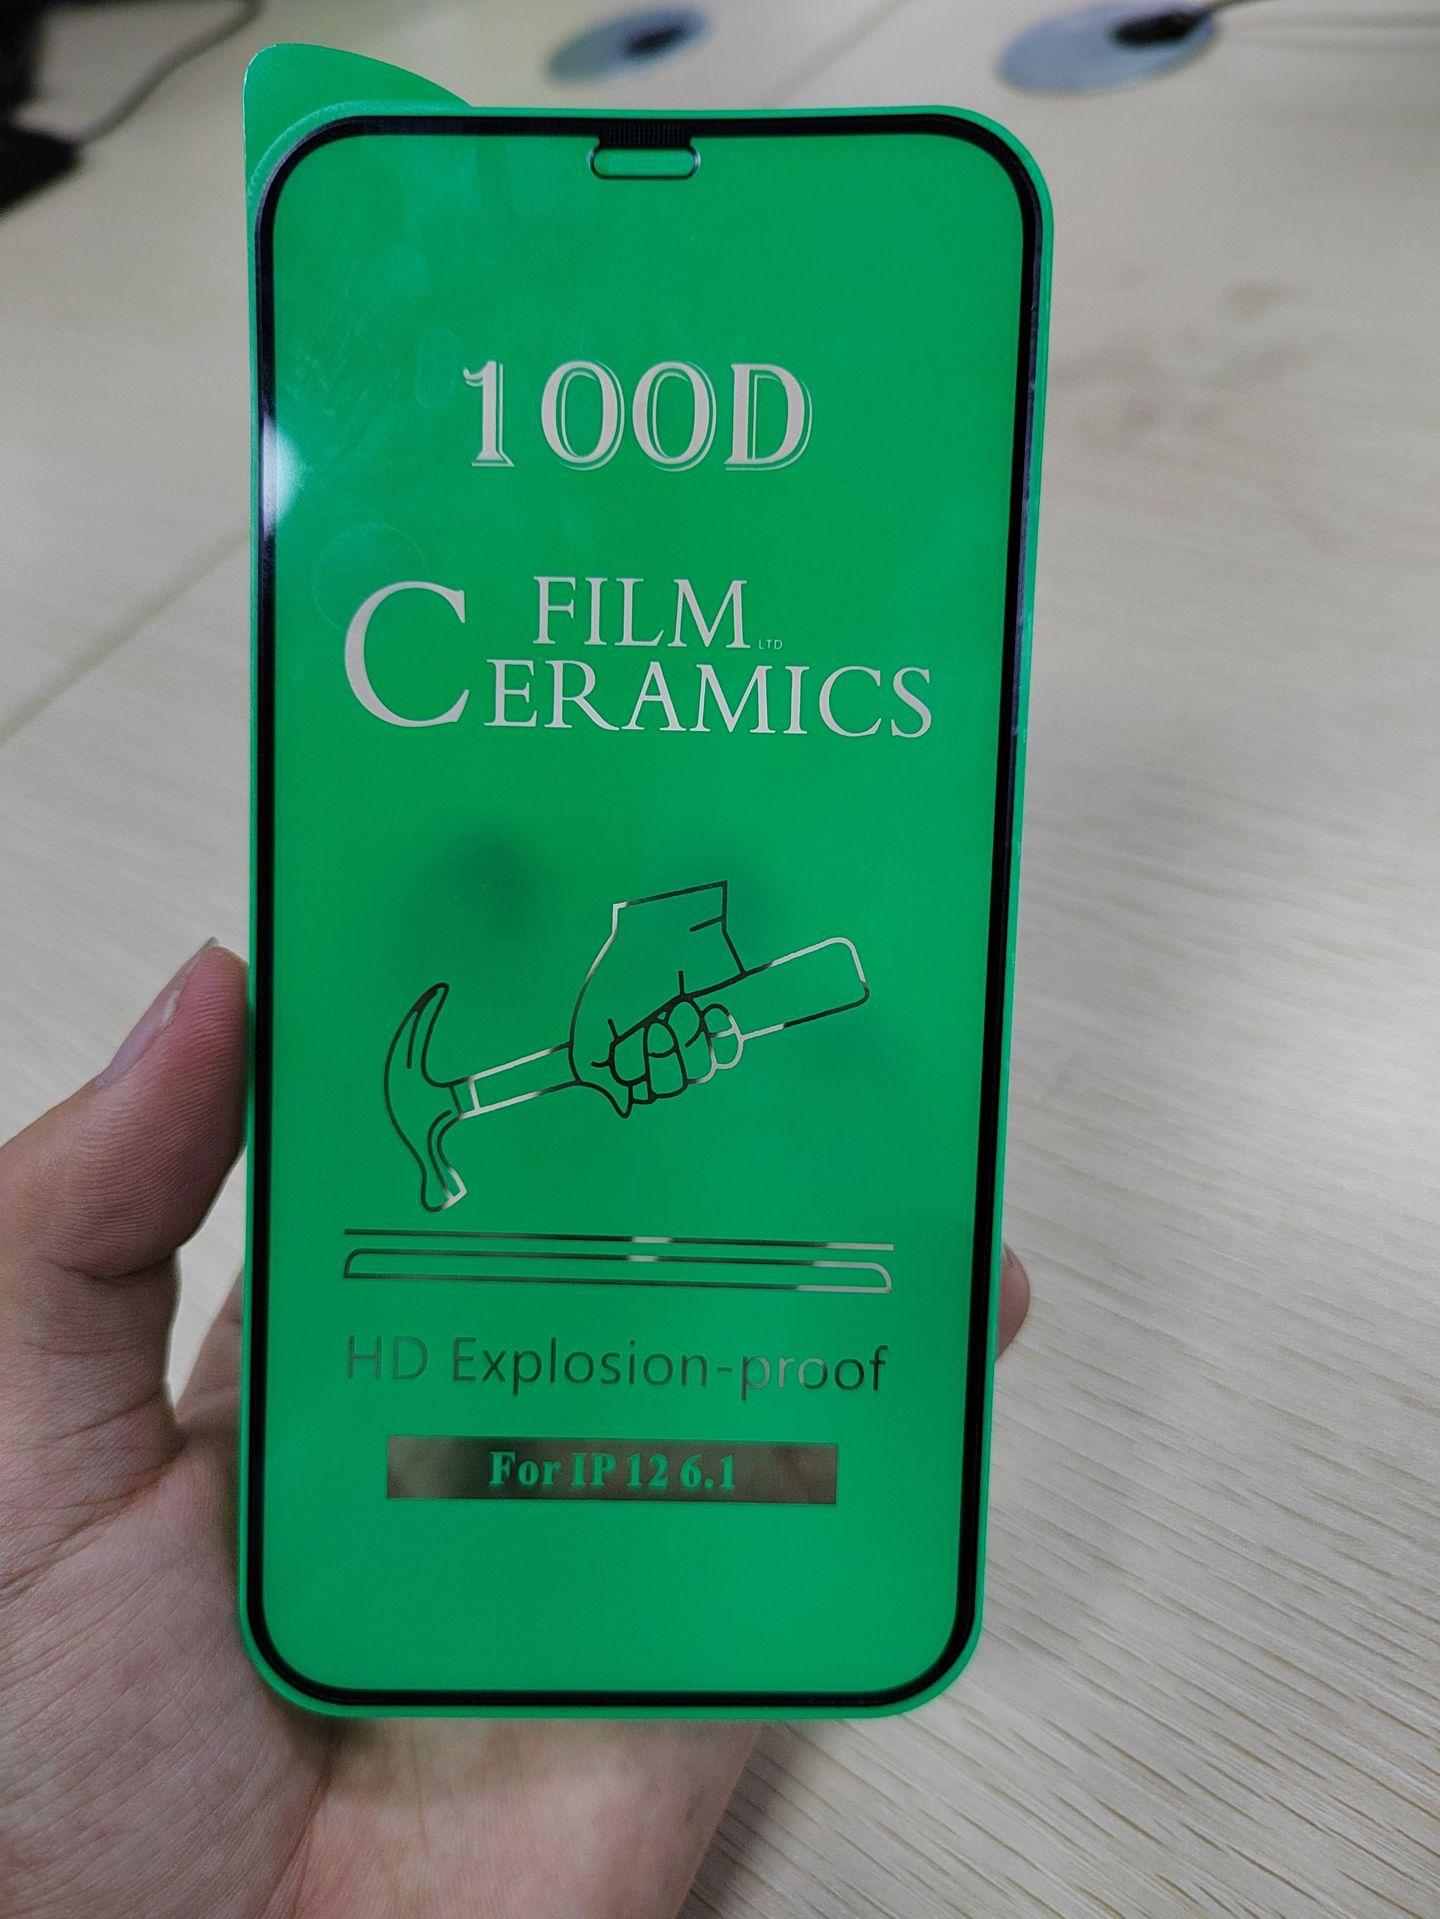 100D
FILM LTD
CERAMICS
HD Explosion-proof
For IP 12 6.1